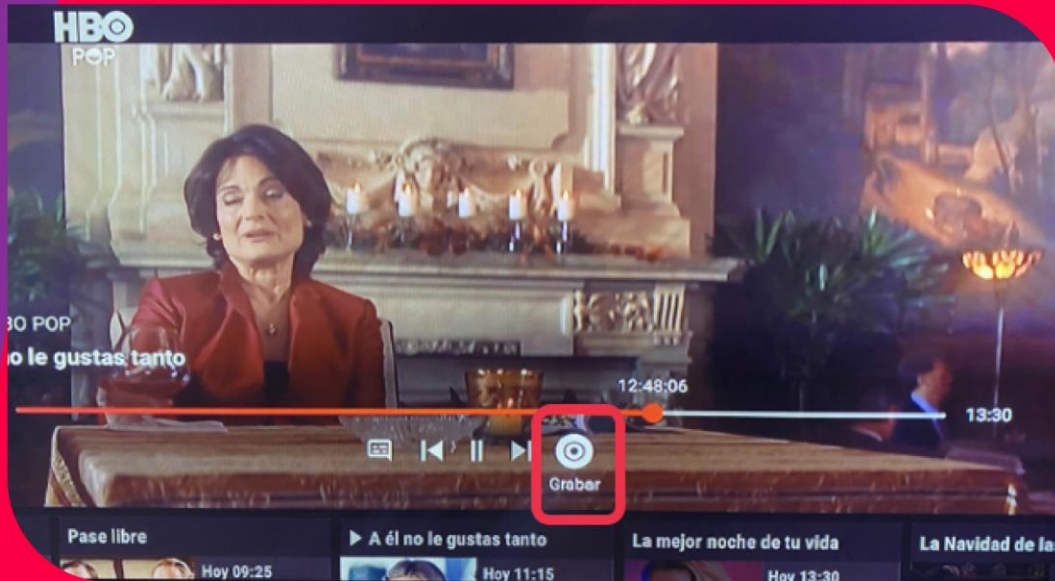 HBO
POP
BO POP
no le gustas tanto
12:48:06
13:30
Grabar
Pase libre
A él no le gustas tanto
La mejor noche de tu vida
La Navidad de las
Hoy 09:25
Hoy 11:15
Hoy 13:30